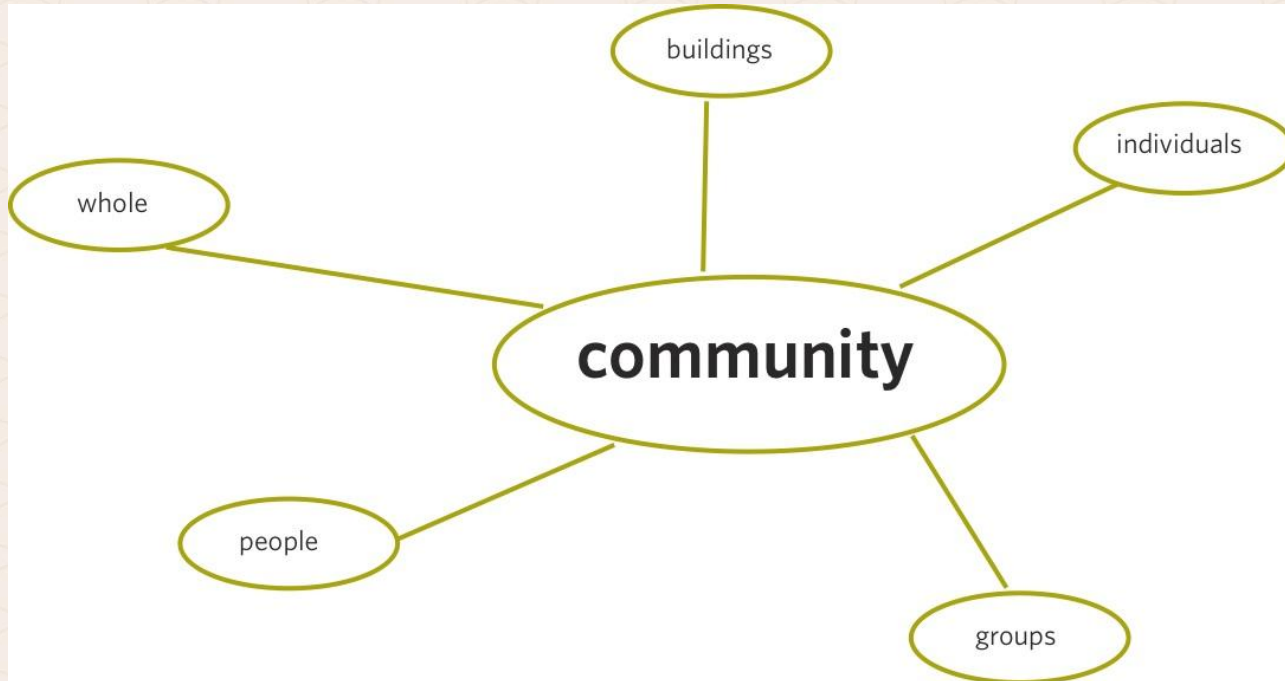 buildings
individuals
whole
community
people
groups